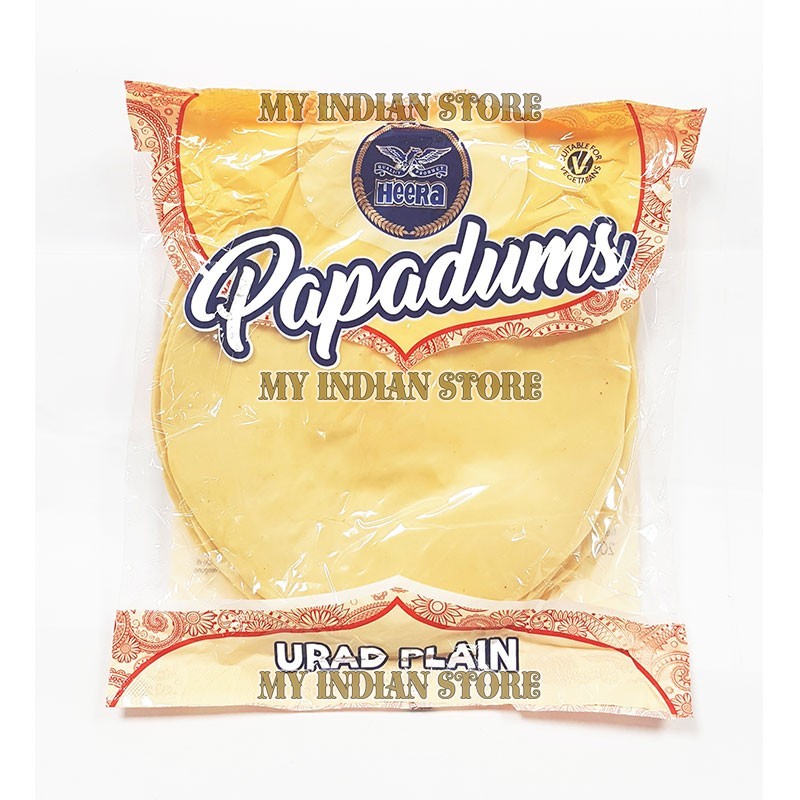 MY INDIAN STORE
QUALITY PRODUCT
HEERA
SUITABLE FOR
VEGETARIANS
Papadums
MY INDIAN STORE
URAD PLAIN
MY INDIAN STORE